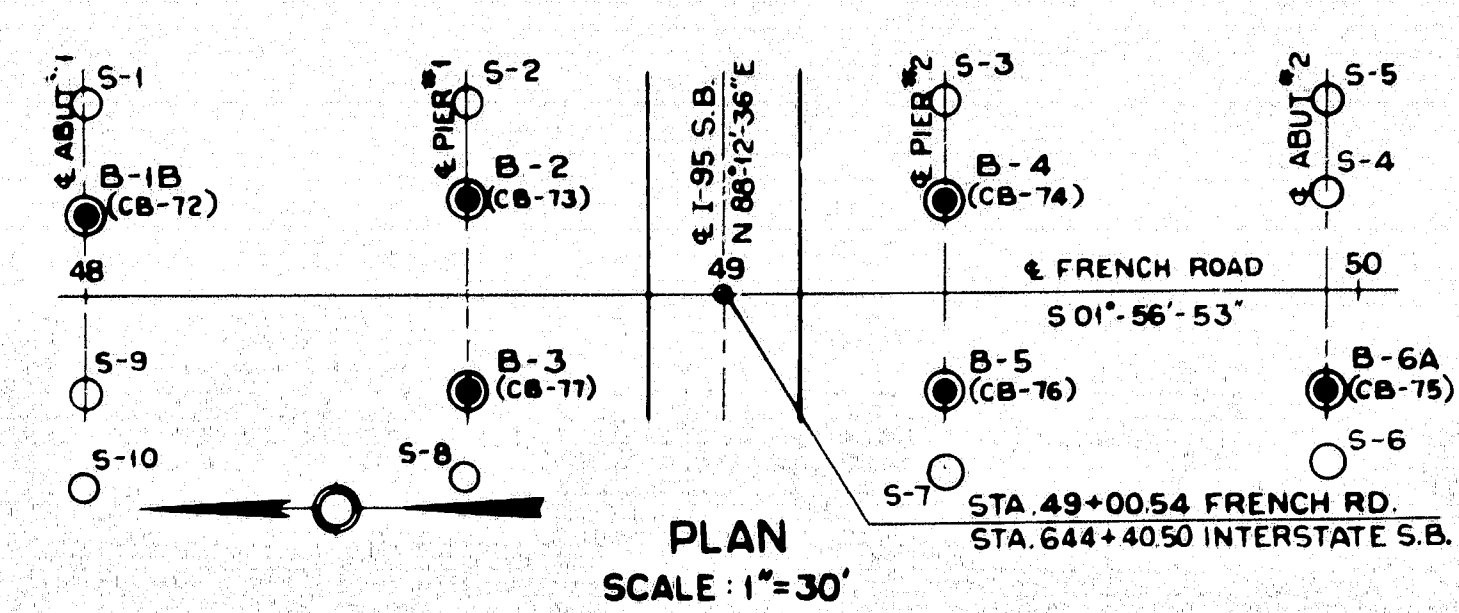 ℄ ABUT #1
S-1
B-1B
(CB-72)
48
S-9
S-10
℄ PIER #1
S-2
B-2
(CB-73)
B-3
(CB-77)
S-8
℄ I-95 S.B.
N 88°-12'-36" E
49
℄ PIER #2
S-3
B-4
(CB-74)
℄ FRENCH ROAD
S 01°-56'-53"
B-5
(CB-76)
S-7
℄ ABUT #2
S-5
S-4
50
B-6A
(CB-75)
S-6
STA. 49+00.54 FRENCH RD.
STA. 644+40.50 INTERSTATE S.B.
PLAN
SCALE : 1"=30'